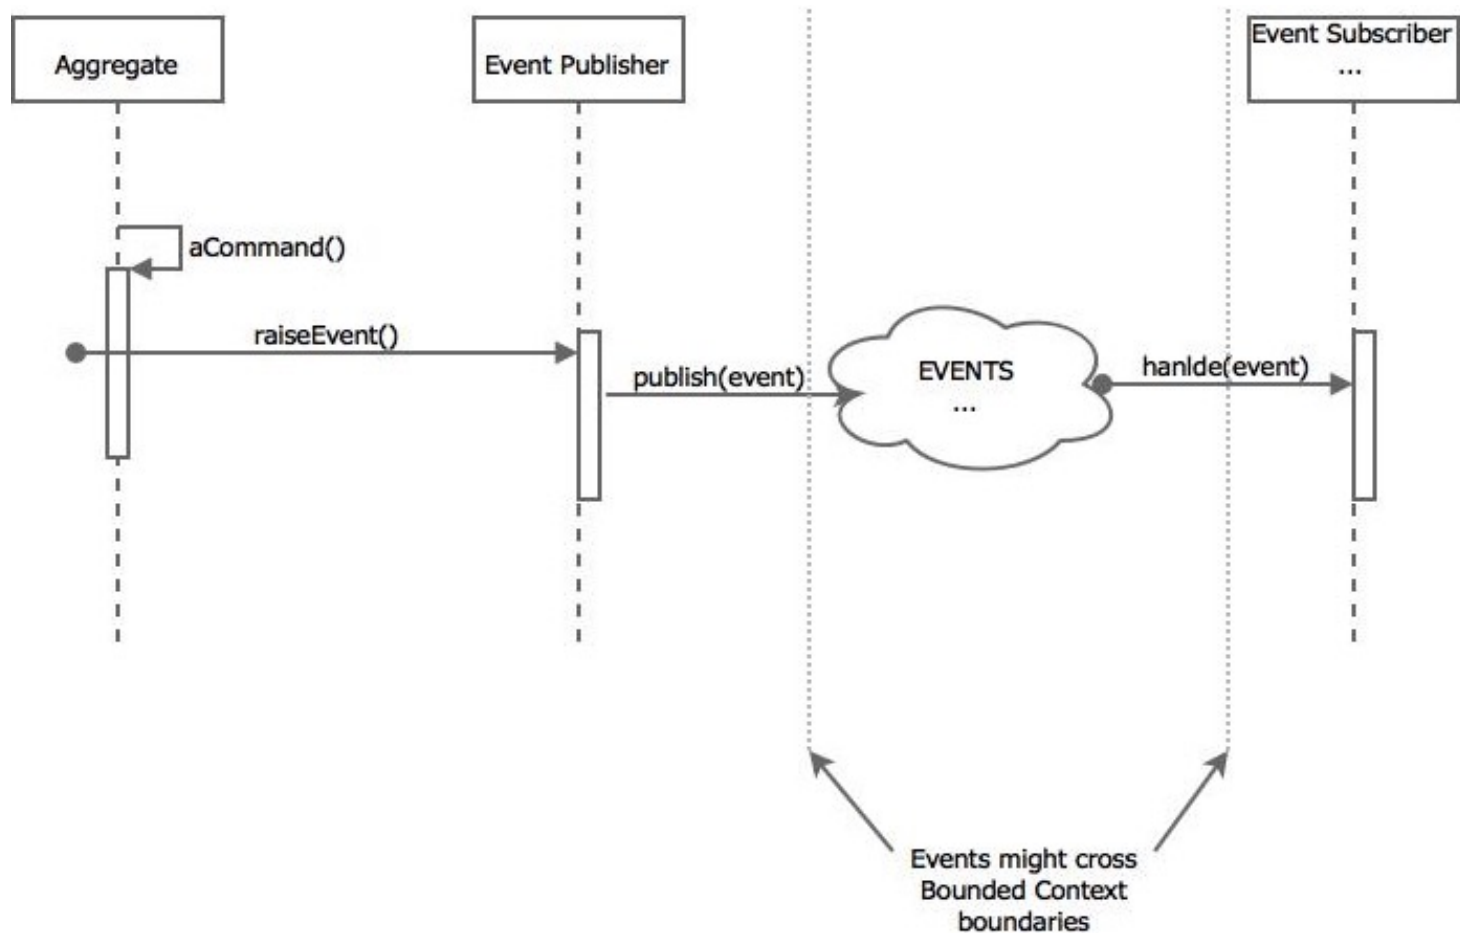 Aggregate
Event Publisher
Event Subscriber
...
aCommand()
raiseEvent()
publish(event)
EVENTS
...
hanlde(event)
Events might cross
Bounded Context
boundaries